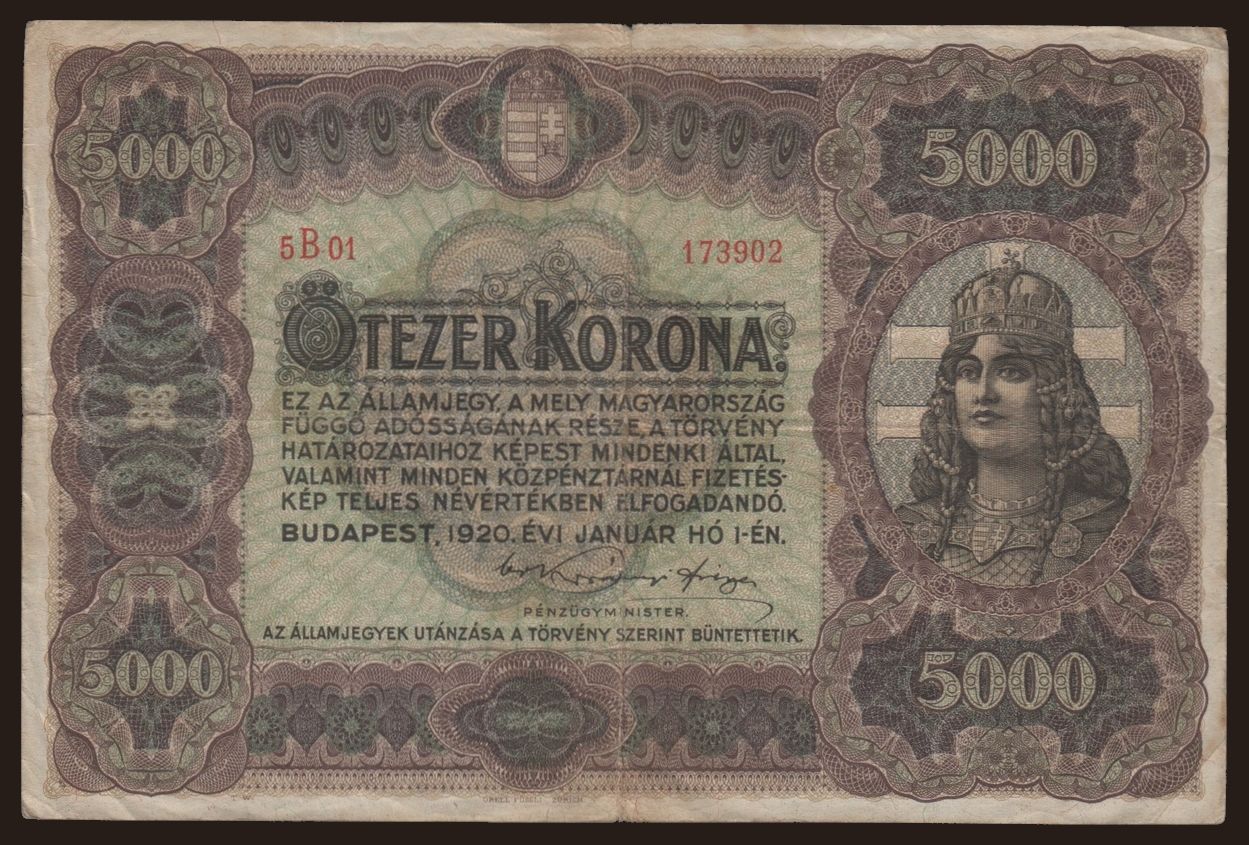 5000
5000
5B01 173902
ÖTEZER KORONA.
EZ AZ ÁLLAMJEGY, A MELY MAGYARORSZÁG
FÜGGŐ ADÓSSÁGÁNAK RÉSZE, A TÖRVÉNY
HATÁROZATAIHOZ KÉPEST MINDENKI ÁLTAL,
VALAMINT MINDEN KÖZPÉNZTÁRNÁL FIZETÉS-
KÉP TELJES NÉVÉRTÉKBEN ELFOGADANDÓ.
BUDAPEST, 1920. ÉVI JANUÁR HÓ 1-ÉN.
PÉNZÜGYMINISTER.
AZ ÁLLAMJEGYEK UTÁNZÁSA A TÖRVÉNY SZERINT BÜNTETTETIK.
5000
5000
ORELL FÜSSLI ZÜRICH